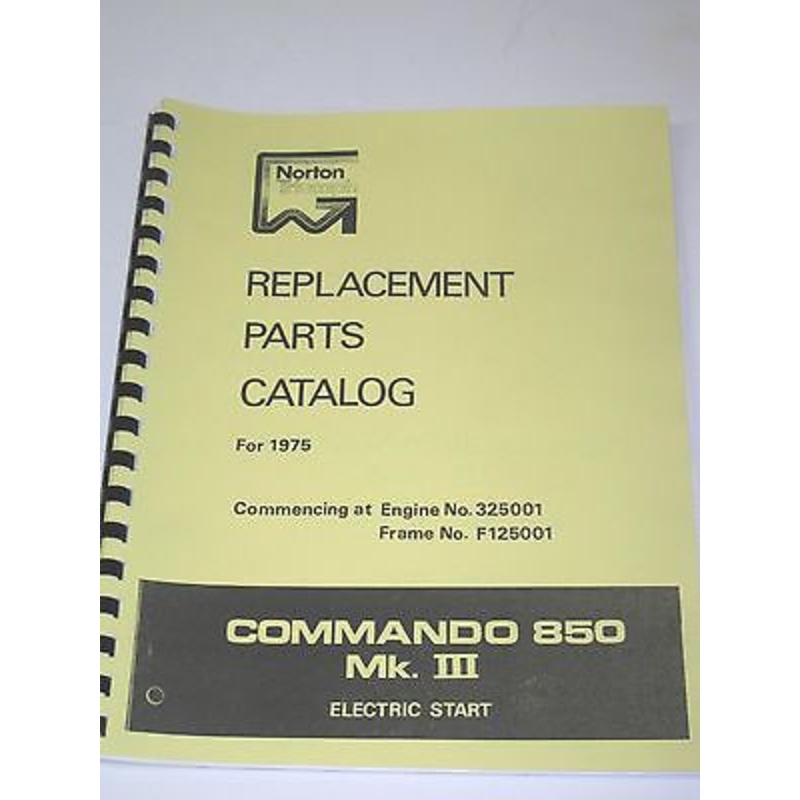 Norton
REPLACEMENT
PARTS
CATALOG
For 1975
Commencing at Engine No. 325001
Frame No. F125001
COMMANDO 850
Mk. III
ELECTRIC START